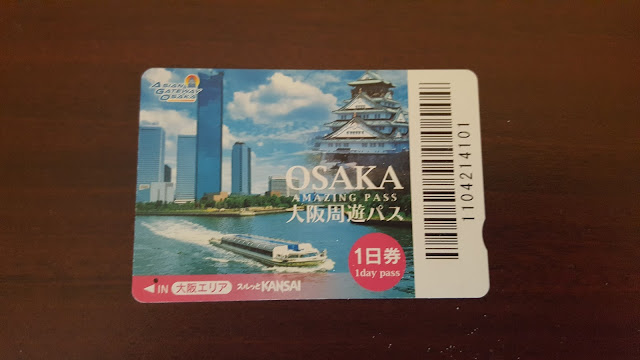 ASIAN
GATEWAY
OSAKA
OSAKA
AMAZING PASS
大阪周遊パス
1日券
1day pass
IN 大阪エリア スルッとKANSAI
1104214101